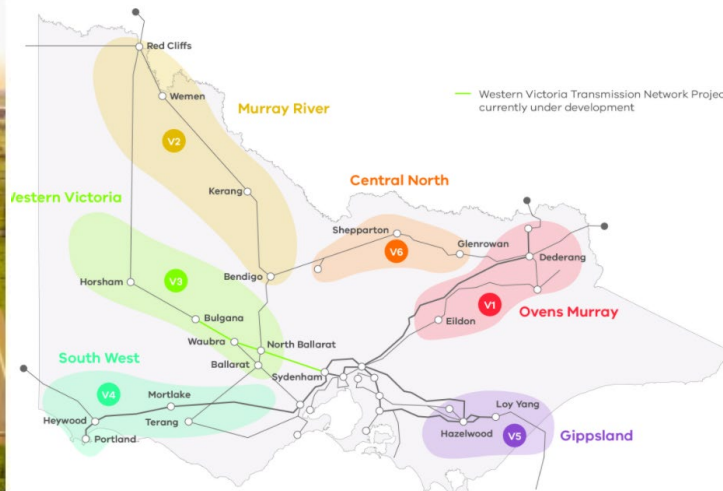 Red Cliffs
Western Victoria Transmission Network Projec
currently under development
Wemen
Murray River
V2
Central North
Kerang
Western Victoria
Shepparton
V6
Glenrowan
Dederang
Bendigo
V3
Horsham
V1
Ovens Murray
Bulgana
Eildon
Waubra
North Ballarat
South West
Ballarat
Sydenham
V4
Mortlake
Loy Yang
Heywood
Terang
Hazelwood
V5
Gippsland
Portland